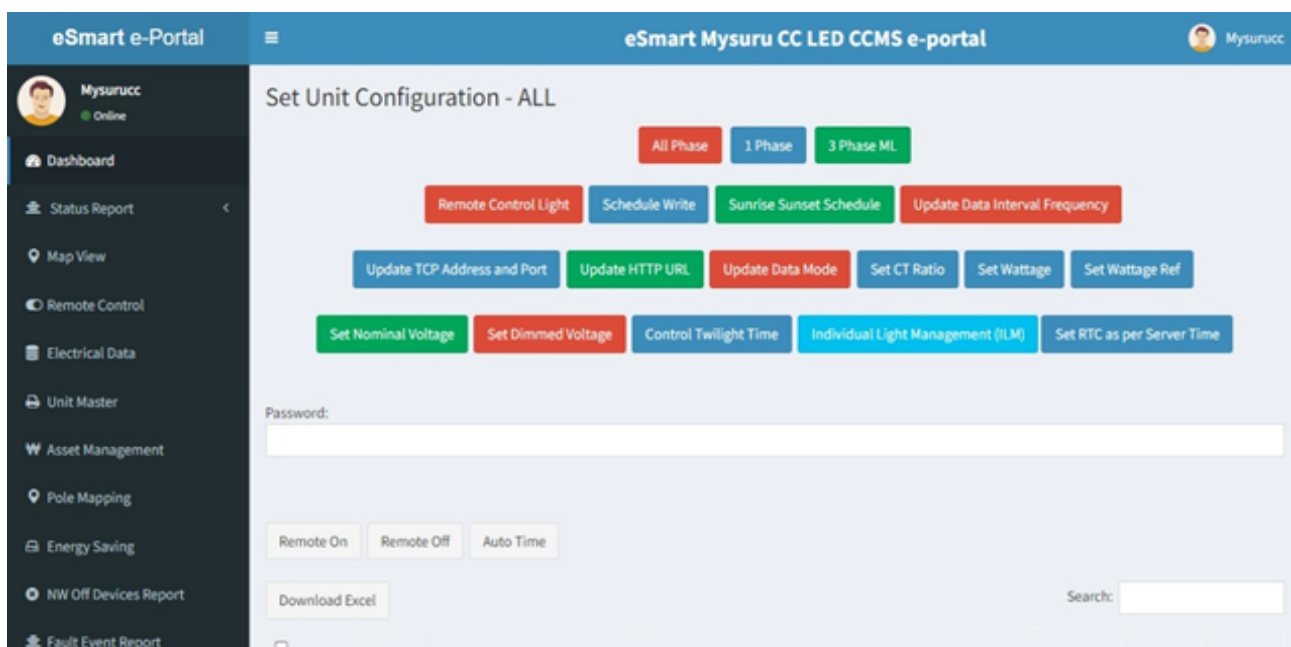 eSmart e-Portal
eSmart Mysuru CC LED CCMS e-portal
Mysurucc
Mysurucc
Online
Dashboard
Status Report
Map View
Remote Control
Electrical Data
Unit Master
Asset Management
Pole Mapping
Energy Saving
NW Off Devices Report
Fault Event Report
Set Unit Configuration - ALL
All Phase 1 Phase 3 Phase ML
Remote Control Light Schedule Write Sunrise Sunset Schedule Update Data Interval Frequency
Update TCP Address and Port Update HTTP URL Update Data Mode Set CT Ratio Set Wattage Set Wattage Ref
Set Nominal Voltage Set Dimmed Voltage Control Twilight Time Individual Light Management (ILM) Set RTC as per Server Time
Password:
Remote On Remote Off Auto Time
Download Excel Search: